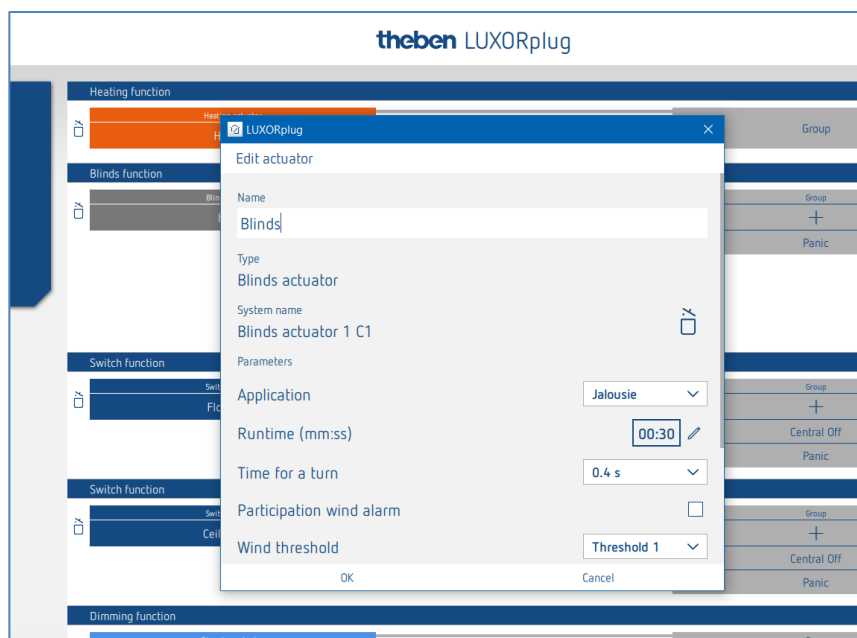 theben LUXORplug
Heating function
Group
LUXORplug
Edit actuator
Name
Blinds
Type
Blinds actuator
System name
Blinds actuator 1 C1
Parameters
Application
Jalousie
Runtime (mm:ss)
00:30
Time for a turn
0.4 s
Participation wind alarm
Wind threshold
Threshold 1
OK
Cancel
Blinds function
Group
+
Panic
Switch function
Group
+
Central Off
Panic
Switch function
Group
+
Central Off
Panic
Dimming function